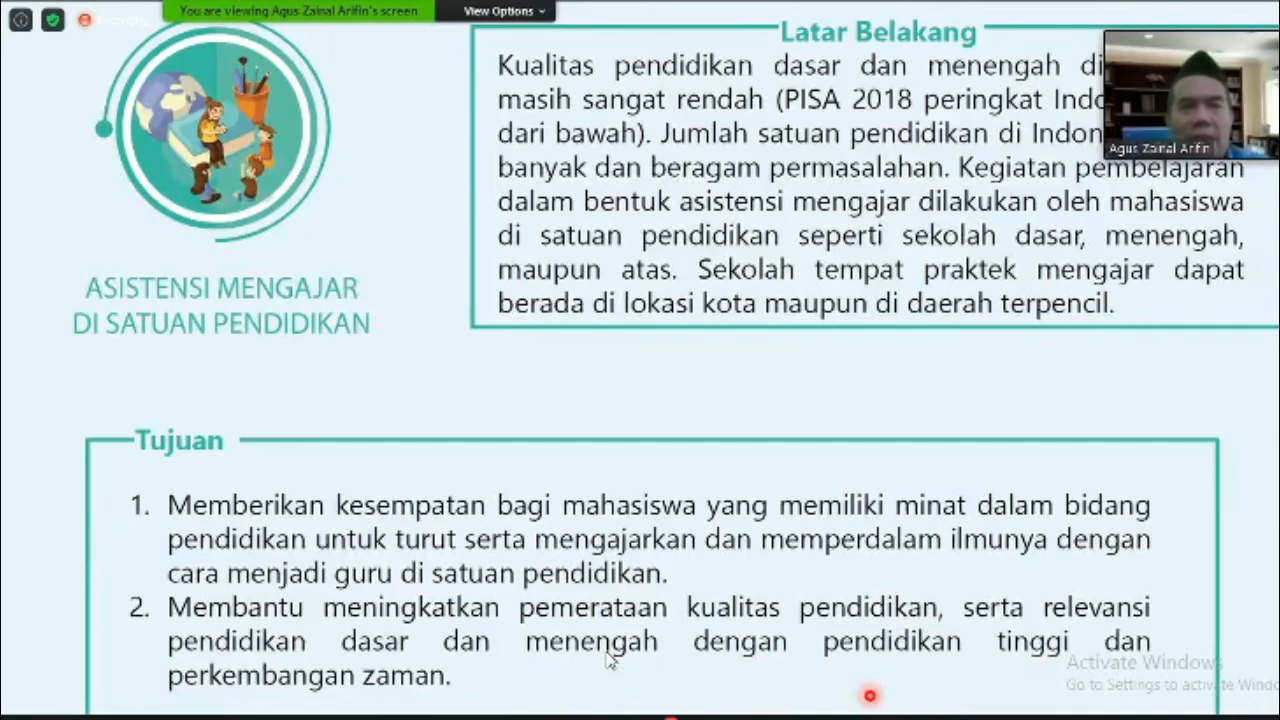 You are viewing Agus Zainal Arifin's screen
View Options
Latar Belakang
Kualitas pendidikan dasar dan menengah di
masih sangat rendah (PISA 2018 peringkat
dari bawah). Jumlah satuan pendidikan di
banyak dan beragam permasalahan. Kegiatan pembelajaran
dalam bentuk asistensi mengajar dilakukan oleh mahasiswa
di satuan pendidikan seperti sekolah dasar, menengah,
maupun atas. Sekolah tempat praktek mengajar dapat
berada di lokasi kota maupun di daerah terpencil.
Agus Zainal Arifin
ASISTENSI MENGAJAR
DI SATUAN PENDIDIKAN
Tujuan
1. Memberikan kesempatan bagi mahasiswa yang memiliki minat dalam bidang
pendidikan untuk turut serta mengajarkan dan memperdalam ilmunya dengan
cara menjadi guru di satuan pendidikan.
2. Membantu meningkatkan pemerataan kualitas pendidikan, serta relevansi
pendidikan dasar dan menengah dengan pendidikan tinggi dan
perkembangan zaman.
Activate Windows
Go to Settings to activate